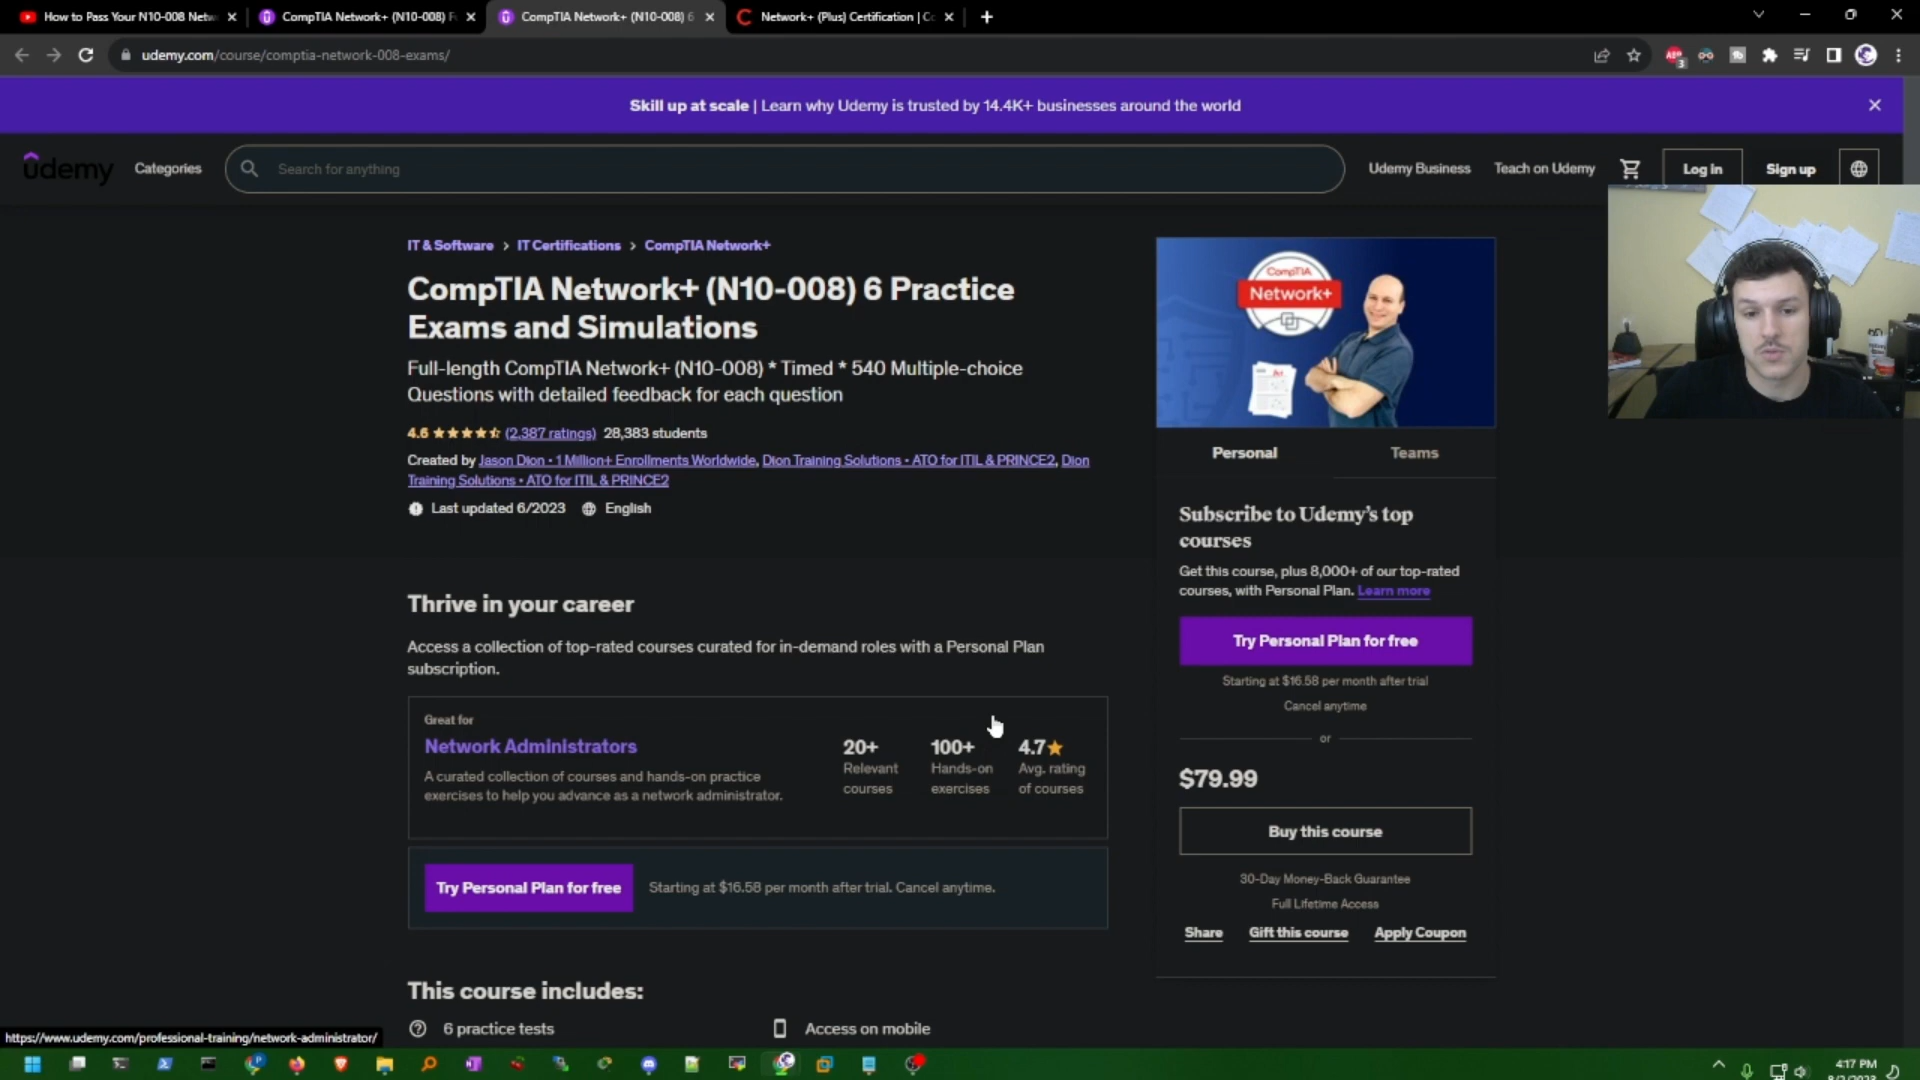 How to Pass Your N10-008 Netw
CompTIA Network+ (N10-008) F
CompTIA Network+ (N10-008) 6
Network+ (Plus) Certification | Co
udemy.com/course/comptia-network-008-exams/
Skill up at scale | Learn why Udemy is trusted by 14.4K+ businesses around the world
udemy
Categories
Search for anything
Udemy Business
Teach on Udemy
Log in
Sign up
IT & Software > IT Certifications > CompTIA Network+
CompTIA Network+ (N10-008) 6 Practice
Exams and Simulations
Full-length CompTIA Network+ (N10-008) * Timed * 540 Multiple-choice
Questions with detailed feedback for each question
4.6 (2,387 ratings) 28,383 students
Created by Jason Dion • 1 Million+ Enrollments Worldwide, Dion Training Solutions • ATO for ITIL & PRINCE2, Dion
Training Solutions • ATO for ITIL & PRINCE2
Last updated 6/2023 English
CompTIA
Network+
Personal
Teams
Subscribe to Udemy's top
courses
Get this course, plus 8,000+ of our top-rated
courses, with Personal Plan. Learn more
Try Personal Plan for free
Starting at $16.58 per month after trial
Cancel anytime
or
$79.99
Buy this course
30-Day Money-Back Guarantee
Full Lifetime Access
Share
Gift this course
Apply Coupon
Thrive in your career
Access a collection of top-rated courses curated for in-demand roles with a Personal Plan
subscription.
Great for
Network Administrators
A curated collection of courses and hands-on practice
exercises to help you advance as a network administrator.
20+
Relevant
courses
100+
Hands-on
exercises
4.7
Avg. rating
of courses
Try Personal Plan for free
Starting at $16.58 per month after trial. Cancel anytime.
This course includes:
6 practice tests
Access on mobile
https://www.udemy.com/professional-training/network-administrator/
4:17 PM